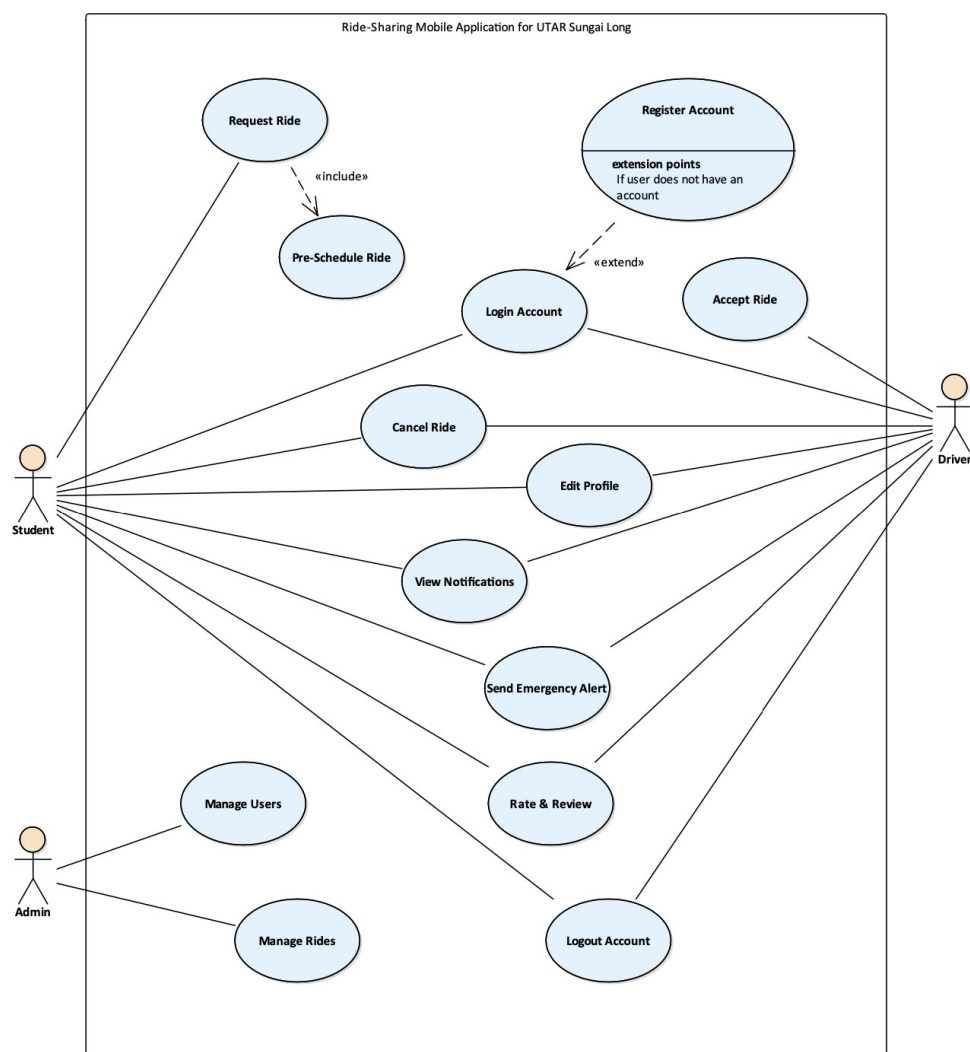 Ride-Sharing Mobile Application for UTAR Sungai Long
Request Ride
Register Account
extension points
If user does not have an
account
«include»
Pre-Schedule Ride
«extend»
Login Account
Accept Ride
Cancel Ride
Driver
Edit Profile
Student
View Notifications
Send Emergency Alert
Manage Users
Rate & Review
Admin
Manage Rides
Logout Account